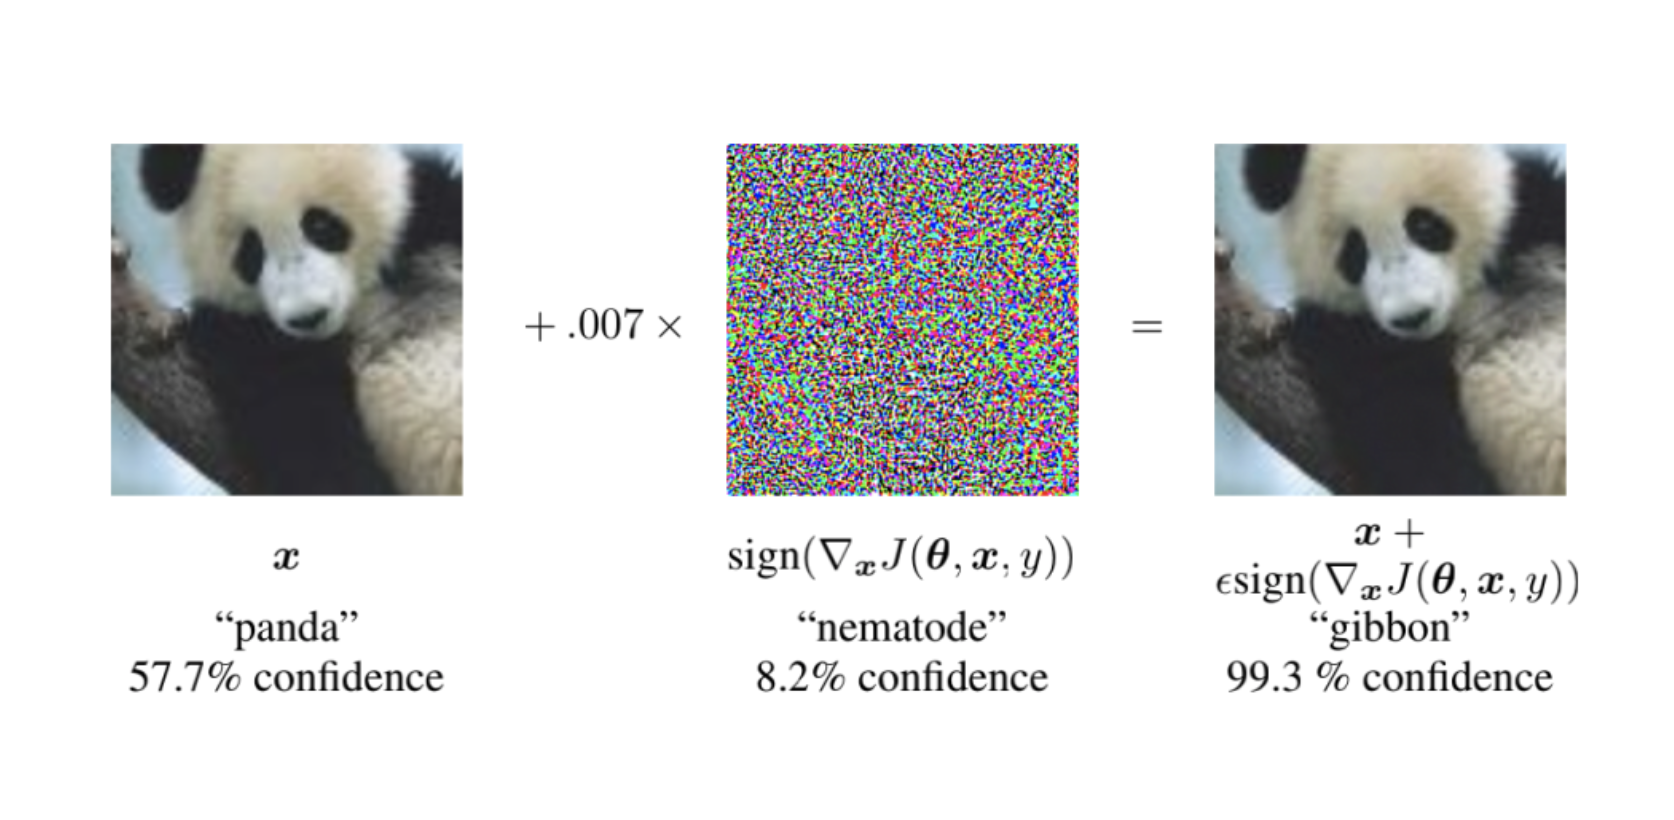 + .007 ×
=
x
sign(∇ₓJ(θ, x, y))
x +
ϵsign(∇ₓJ(θ, x, y))
“panda”
“nematode”
“gibbon”
57.7% confidence
8.2% confidence
99.3 % confidence